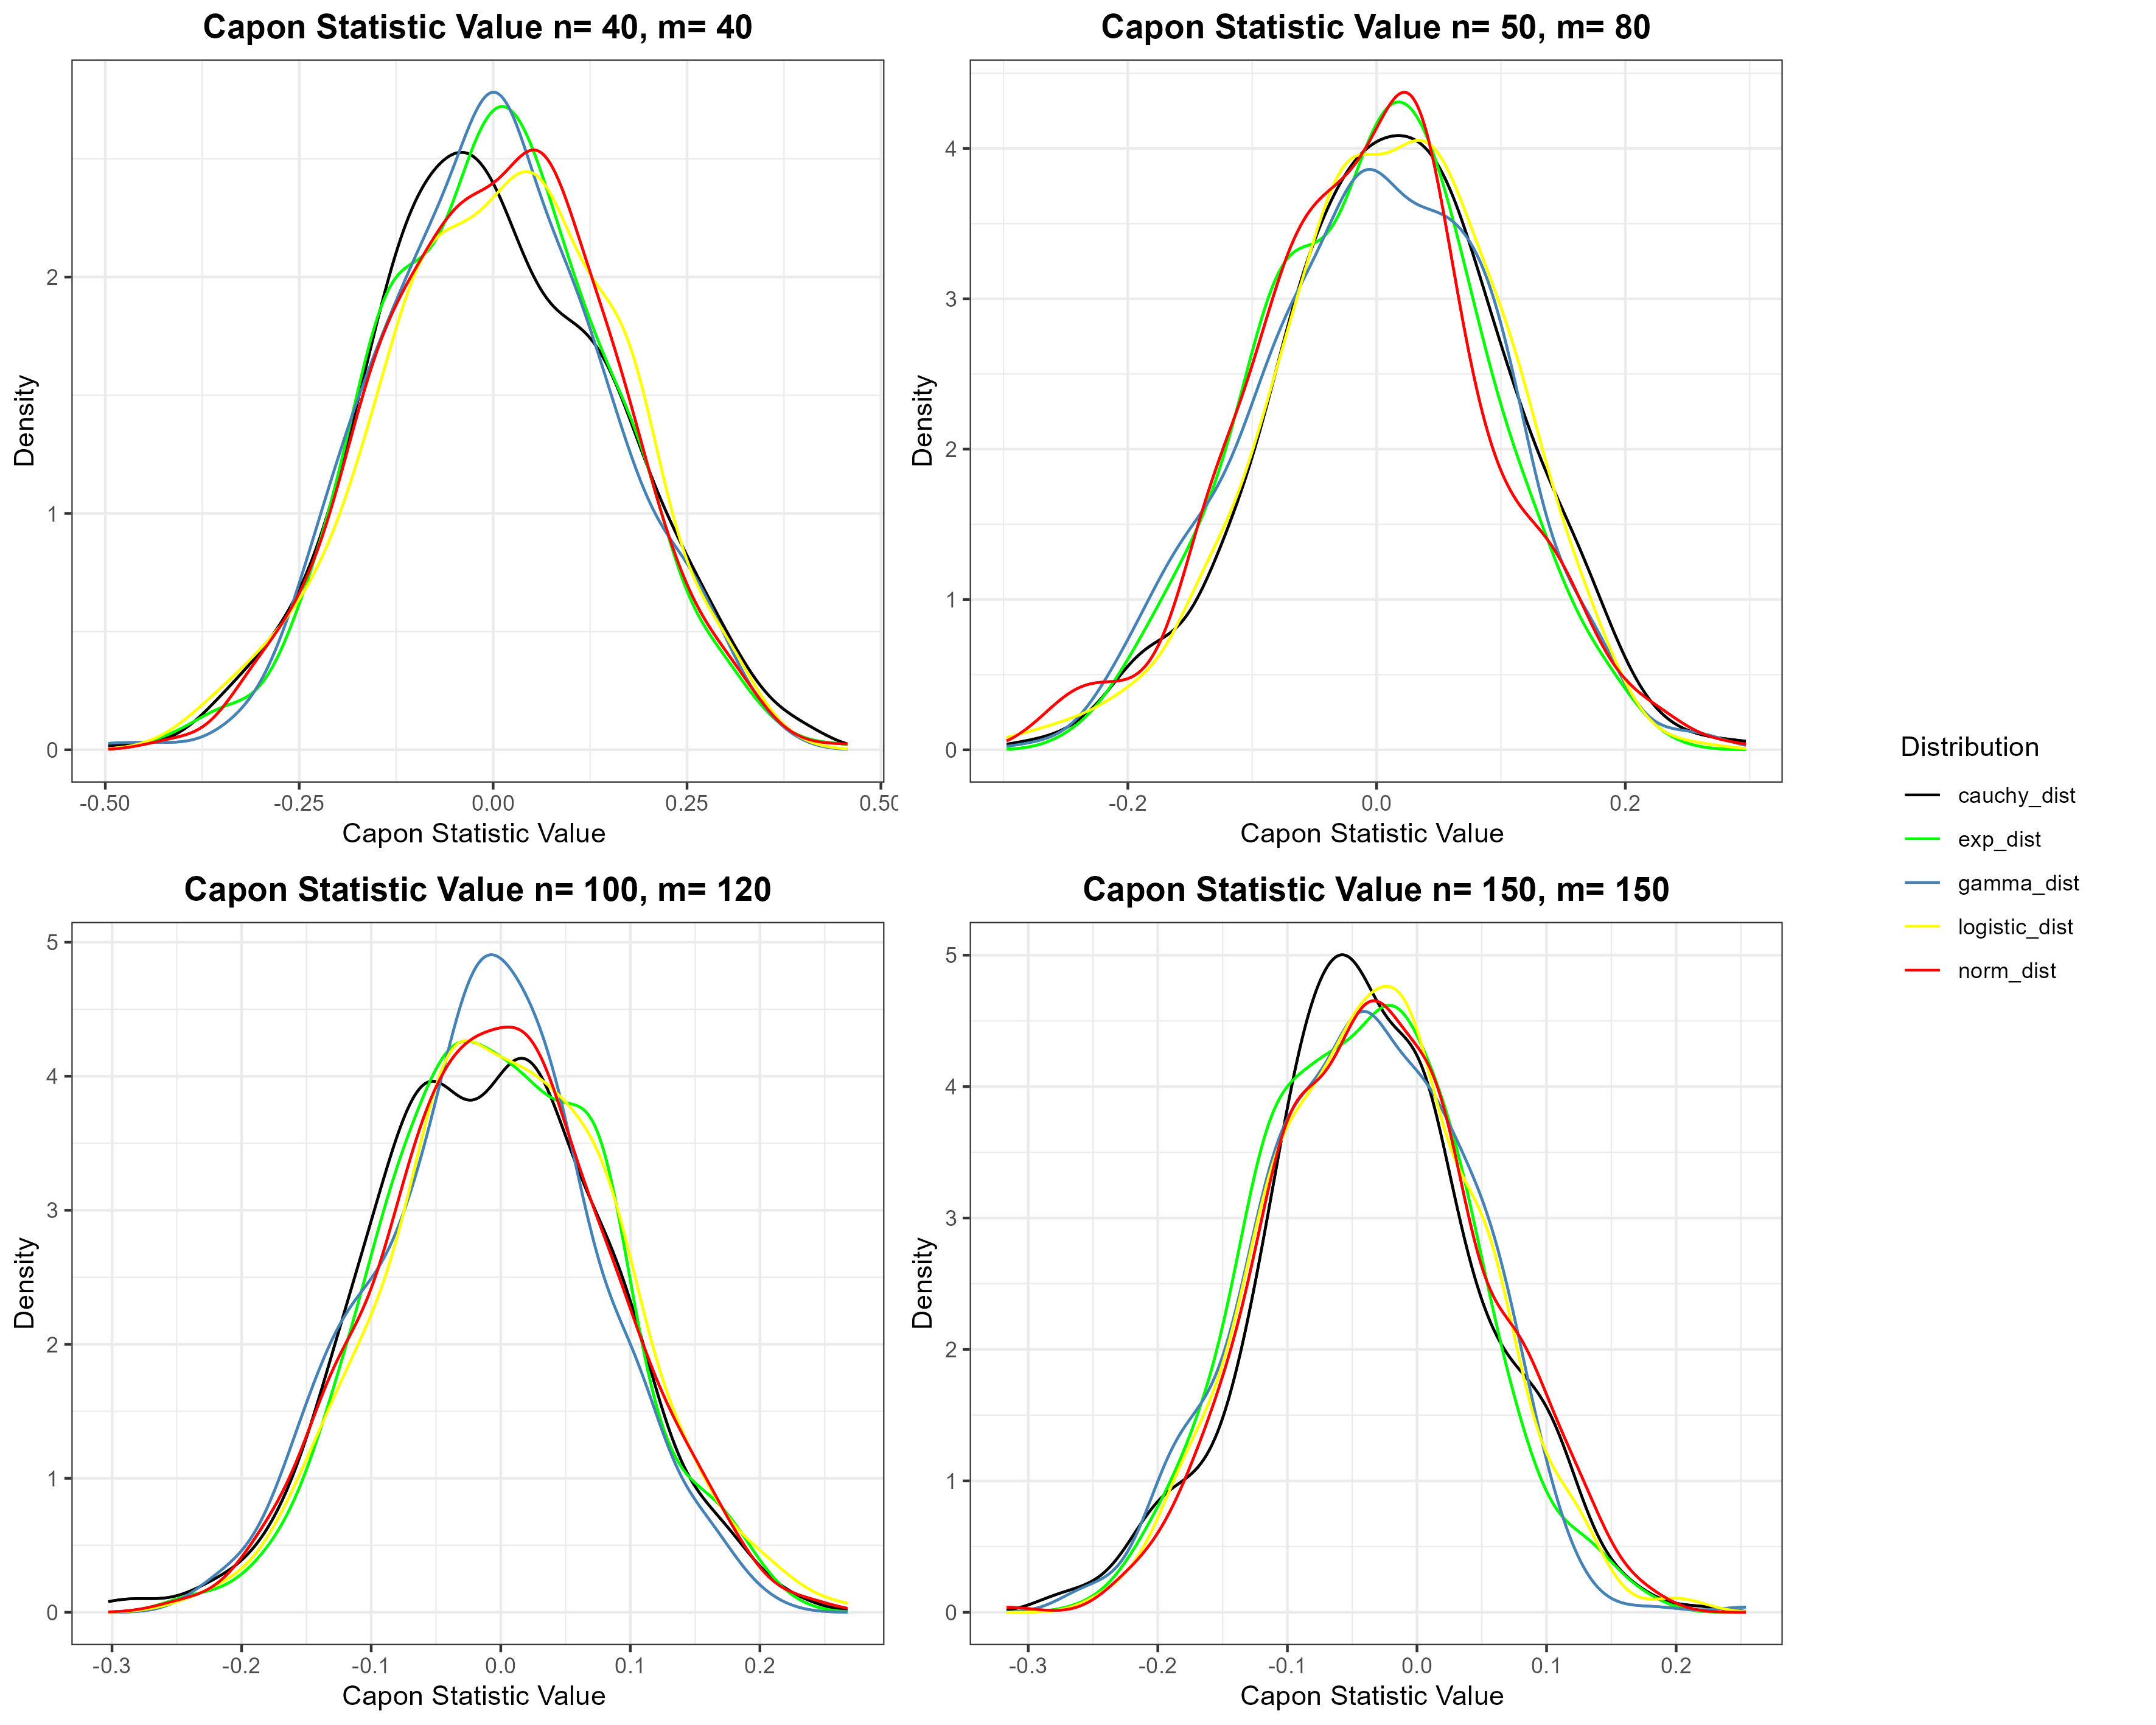 Capon Statistic Value n= 40, m= 40
Density
2
1
0
-0.50 -0.25 0.00 0.25 0.50
Capon Statistic Value
Capon Statistic Value n= 50, m= 80
Density
4
3
2
1
0
-0.2 0.0 0.2
Capon Statistic Value
Capon Statistic Value n= 100, m= 120
Density
5
4
3
2
1
0
-0.3 -0.2 -0.1 0.0 0.1 0.2
Capon Statistic Value
Capon Statistic Value n= 150, m= 150
Density
5
4
3
2
1
0
-0.3 -0.2 -0.1 0.0 0.1 0.2
Capon Statistic Value
Distribution
cauchy_dist
exp_dist
gamma_dist
logistic_dist
norm_dist